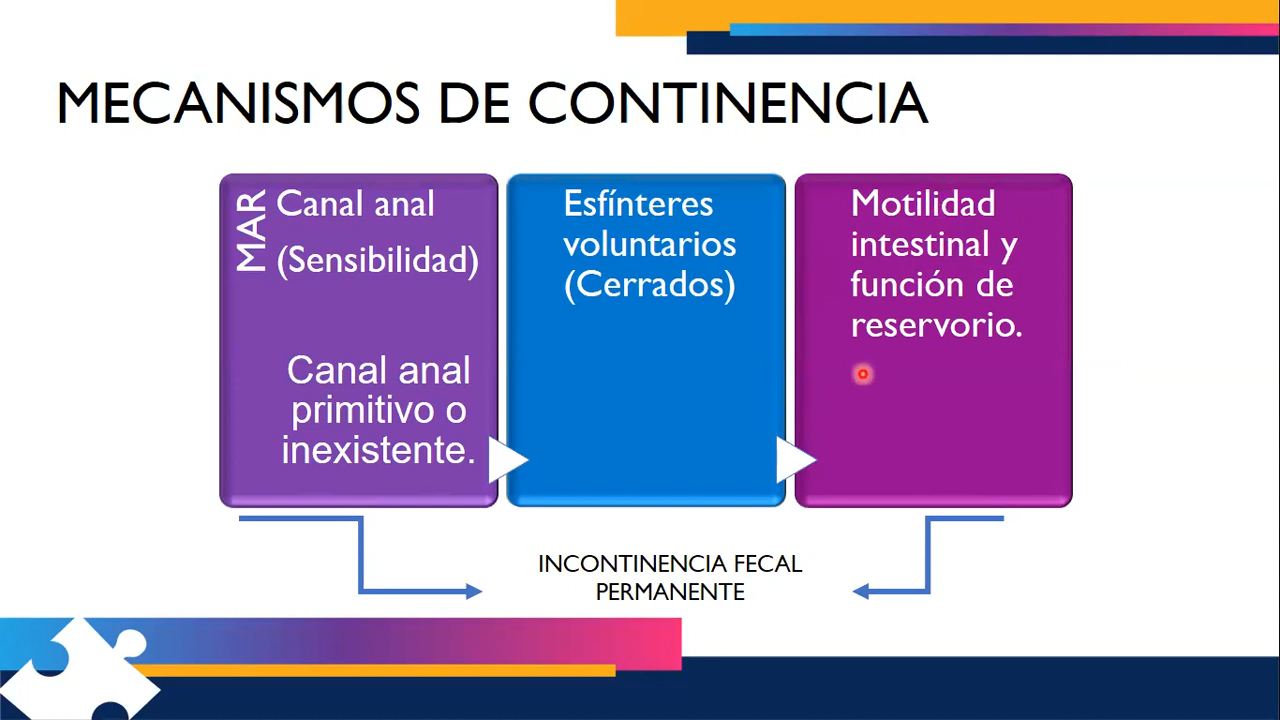 MECANISMOS DE CONTINENCIA
MAR
Canal anal
(Sensibilidad)
Canal anal
primitivo o
inexistente.
Esfínteres
voluntarios
(Cerrados)
Motilidad
intestinal y
función de
reservorio.
INCONTINENCIA FECAL
PERMANENTE